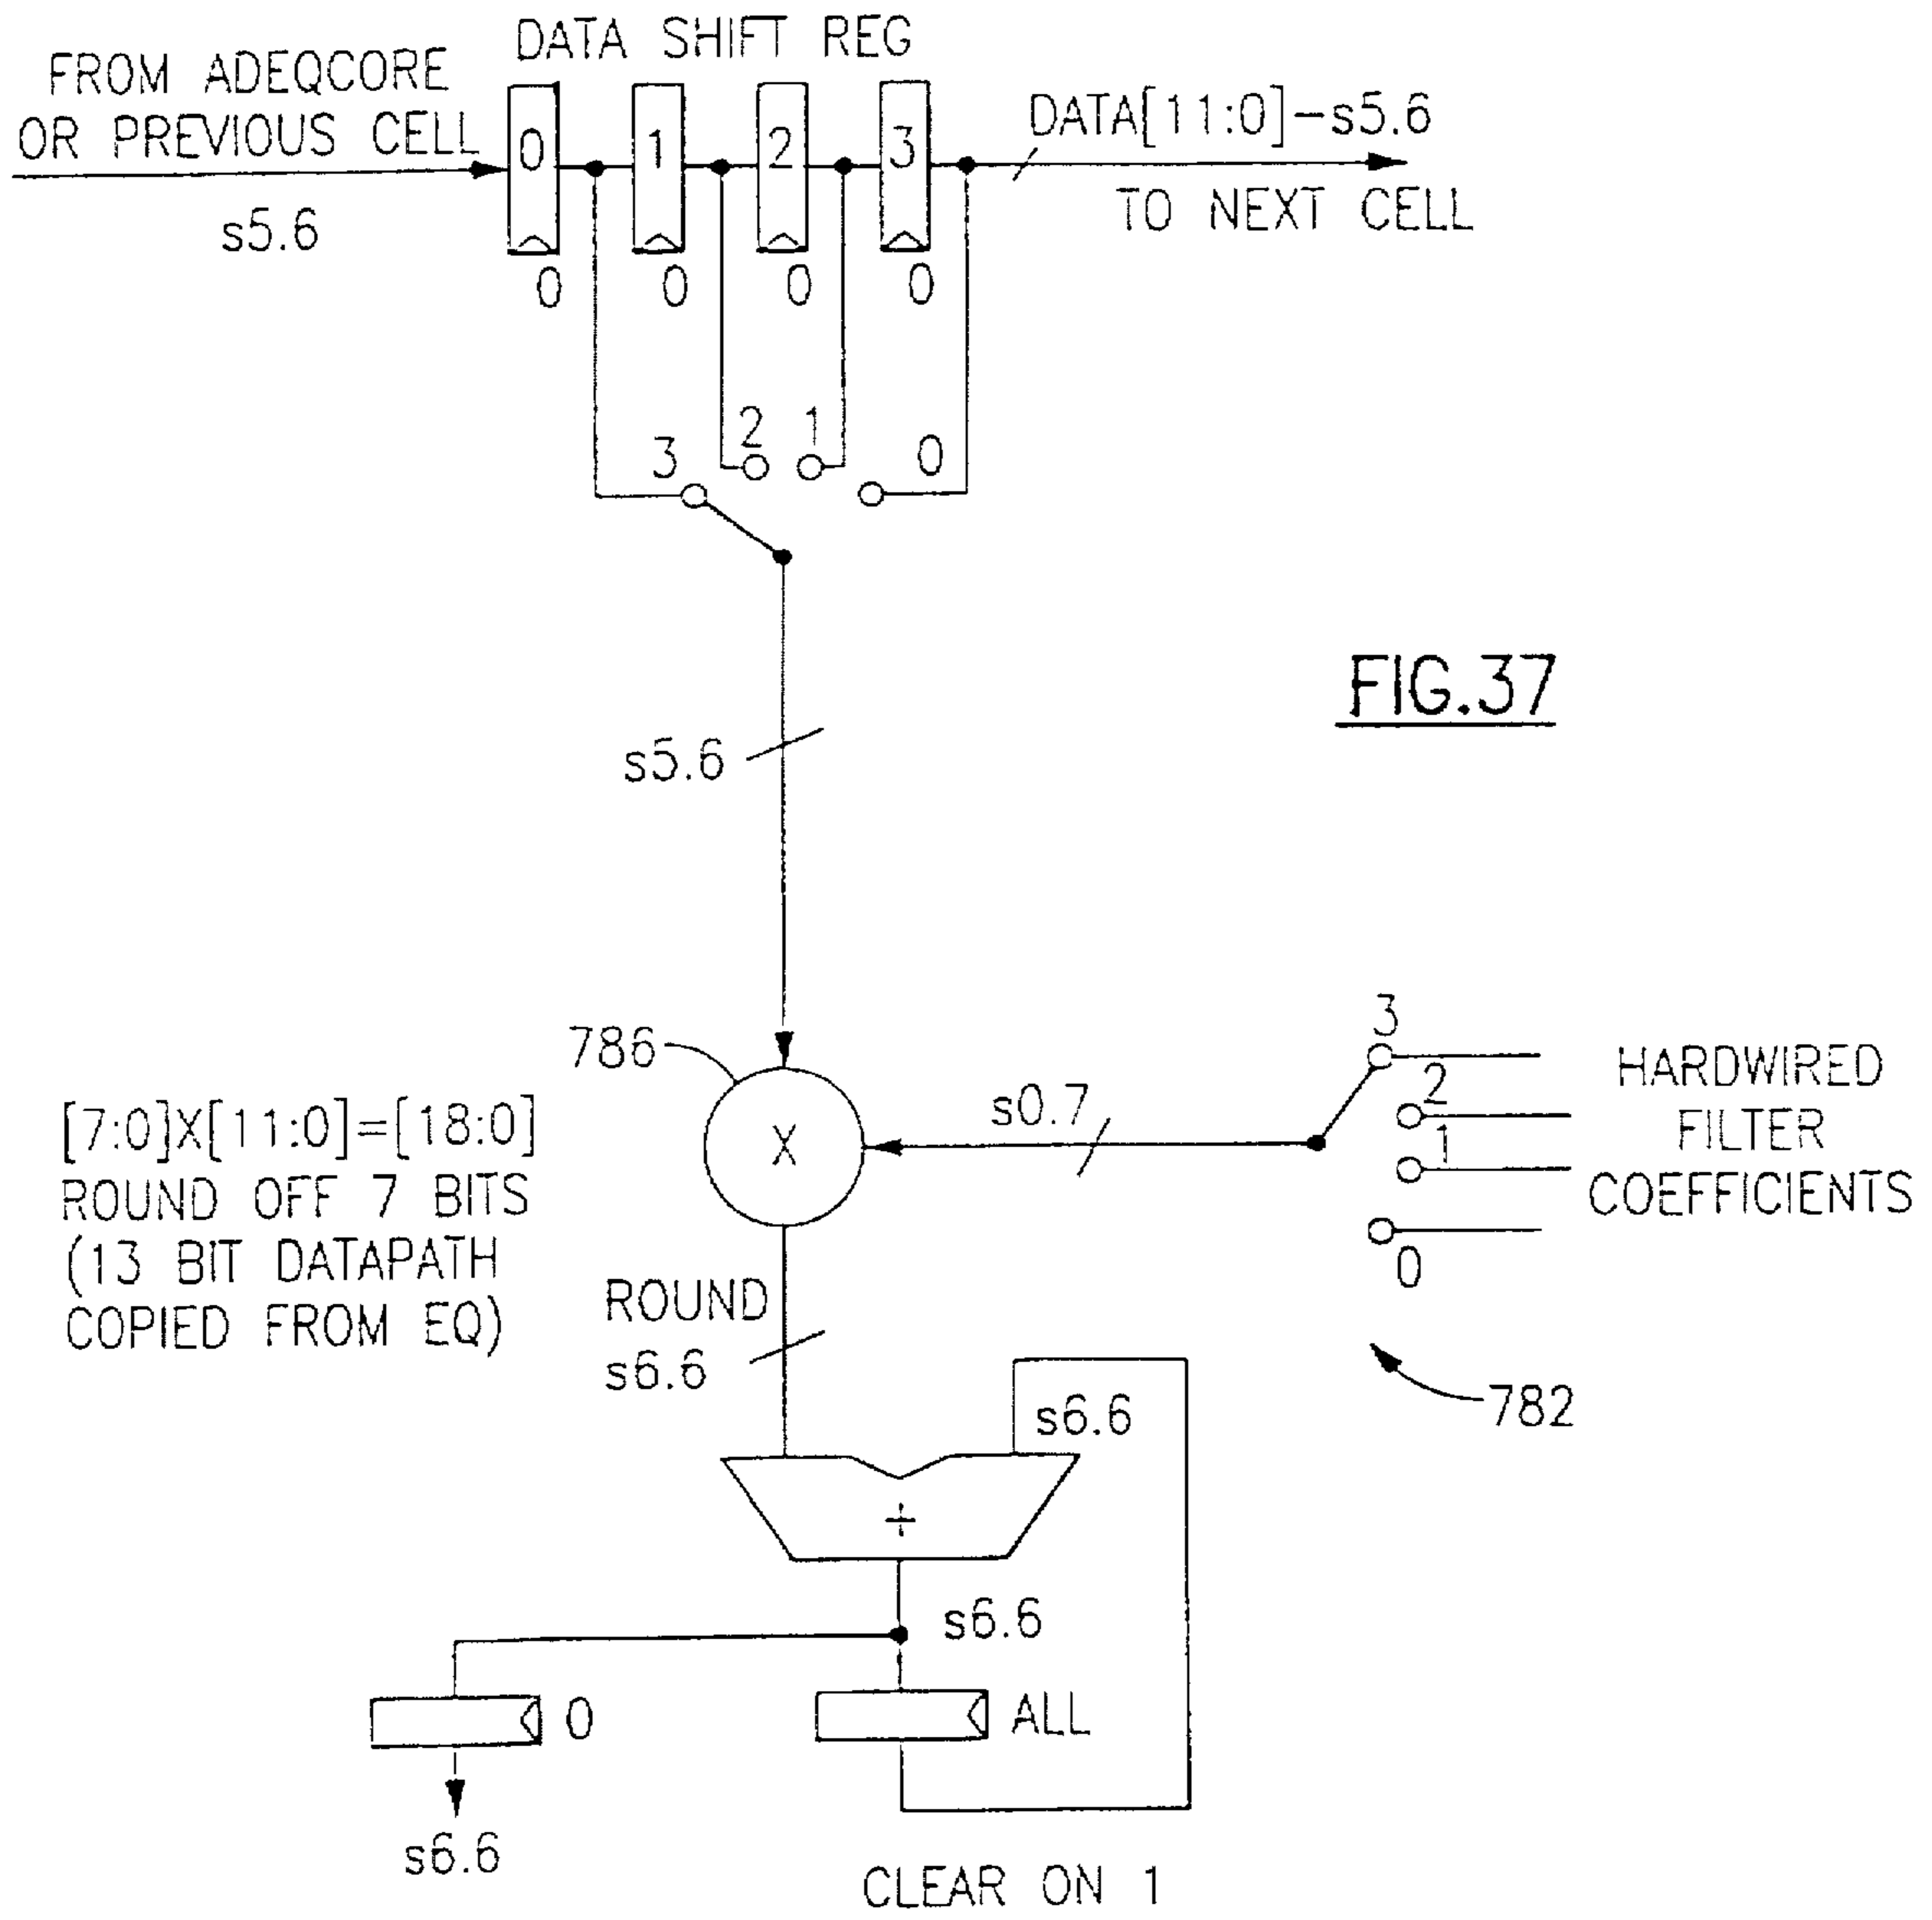 DATA SHIFT REG
FROM ADEQCORE
OR PREVIOUS CELL
s5.6
0
1
2
3
0
0
0
0
DATA[11:0]-s5.6
TO NEXT CELL
3
2
1
0
FIG.37
s5.6
786
X
s0.7
3
2
1
0
HARDWIRED
FILTER
COEFFICIENTS
782
[7:0]X[11:0]=[18:0]
ROUND OFF 7 BITS
(13 BIT DATAPATH
COPIED FROM EQ)
ROUND
s6.6
s6.6
+
s6.6
0
ALL
s6.6
CLEAR ON 1